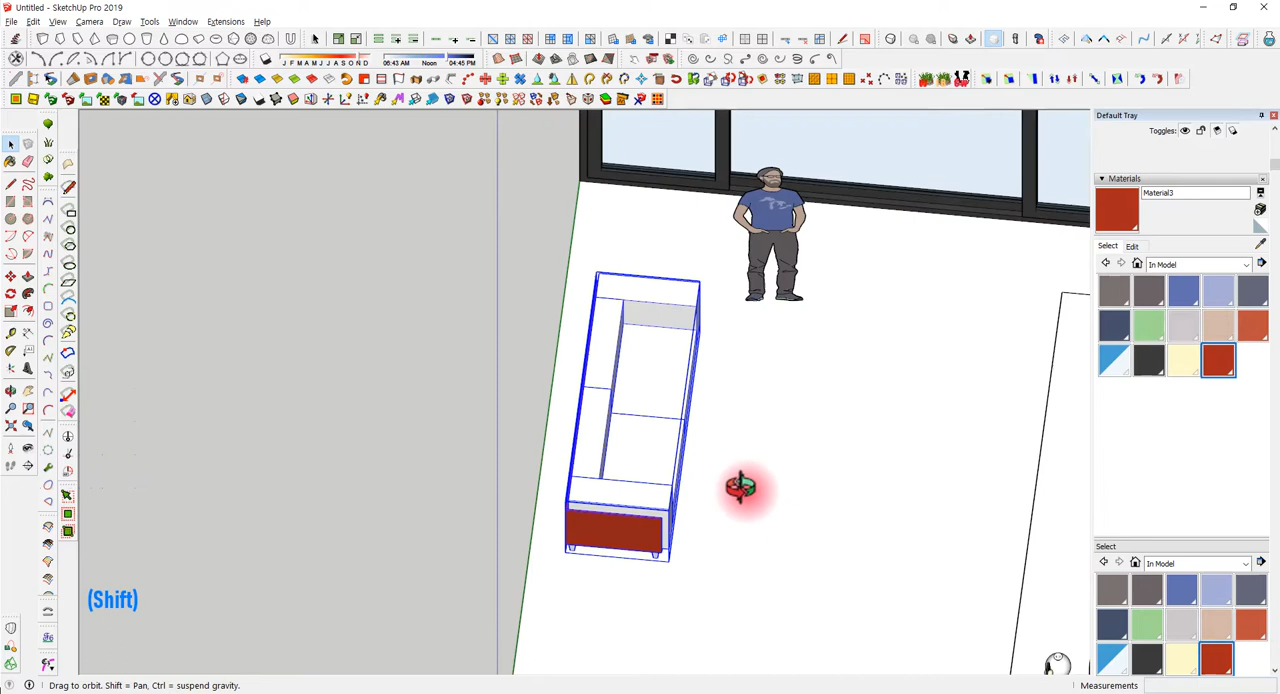 Untitled - SketchUp Pro 2019
File Edit View Camera Draw Tools Window Extensions Help
J F M A M J J A S O N D
06:43 AM Noon 04:45 PM
Default Tray
Toggles:
Materials
Material3
Select Edit
In Model
Select
In Model
(Shift)
Drag to orbit. Shift = Pan, Ctrl = suspend gravity.
Measurements